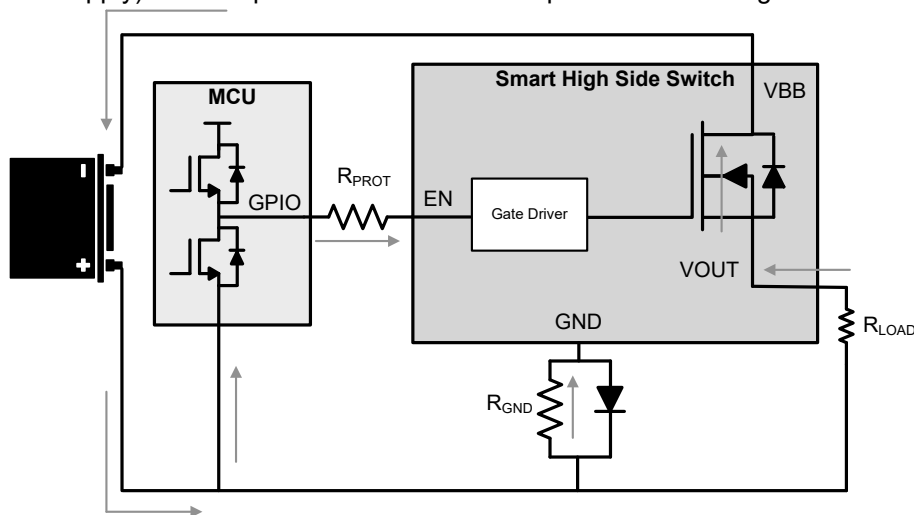 Smart High Side Switch
MCU
VBB
-
GPIO
RPROT
EN
Gate Driver
+
VOUT
GND
RLOAD
RGND